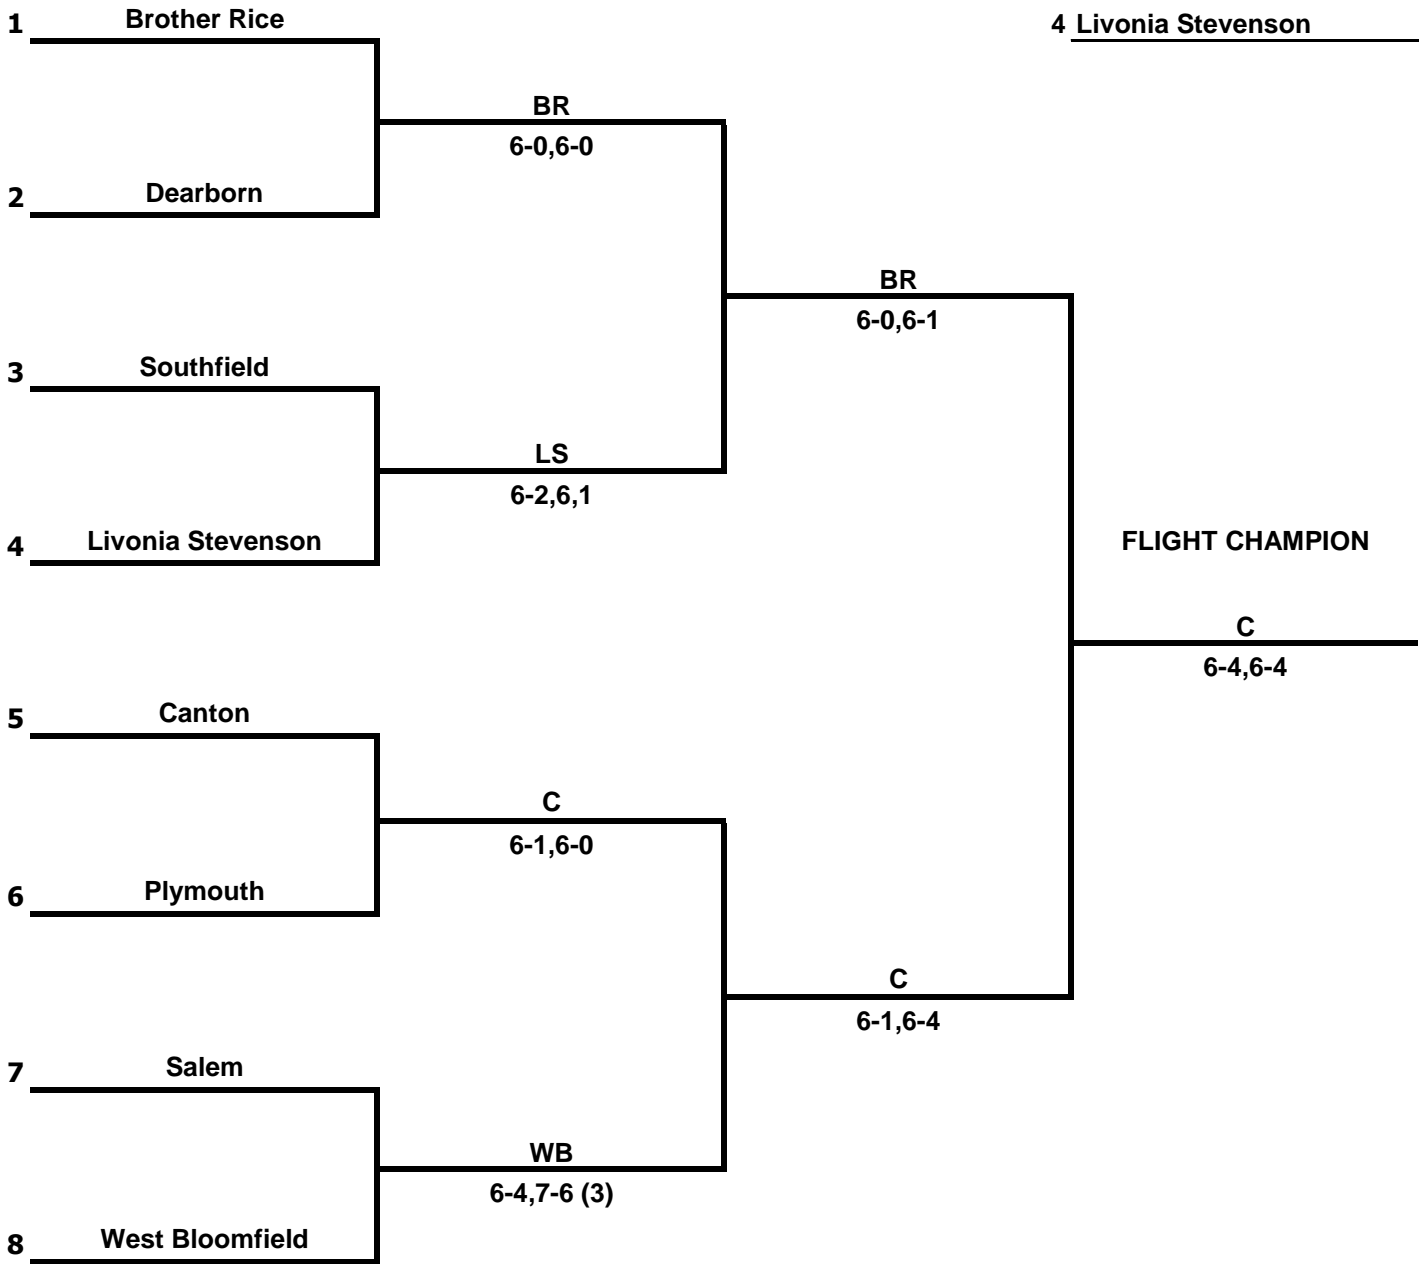 1 Brother Rice
4 Livonia Stevenson
BR
6-0,6-0
2 Dearborn
BR
6-0,6-1
3 Southfield
LS
6-2,6,1
4 Livonia Stevenson
FLIGHT CHAMPION
C
6-4,6-4
5 Canton
C
6-1,6-0
6 Plymouth
C
6-1,6-4
7 Salem
WB
6-4,7-6 (3)
8 West Bloomfield